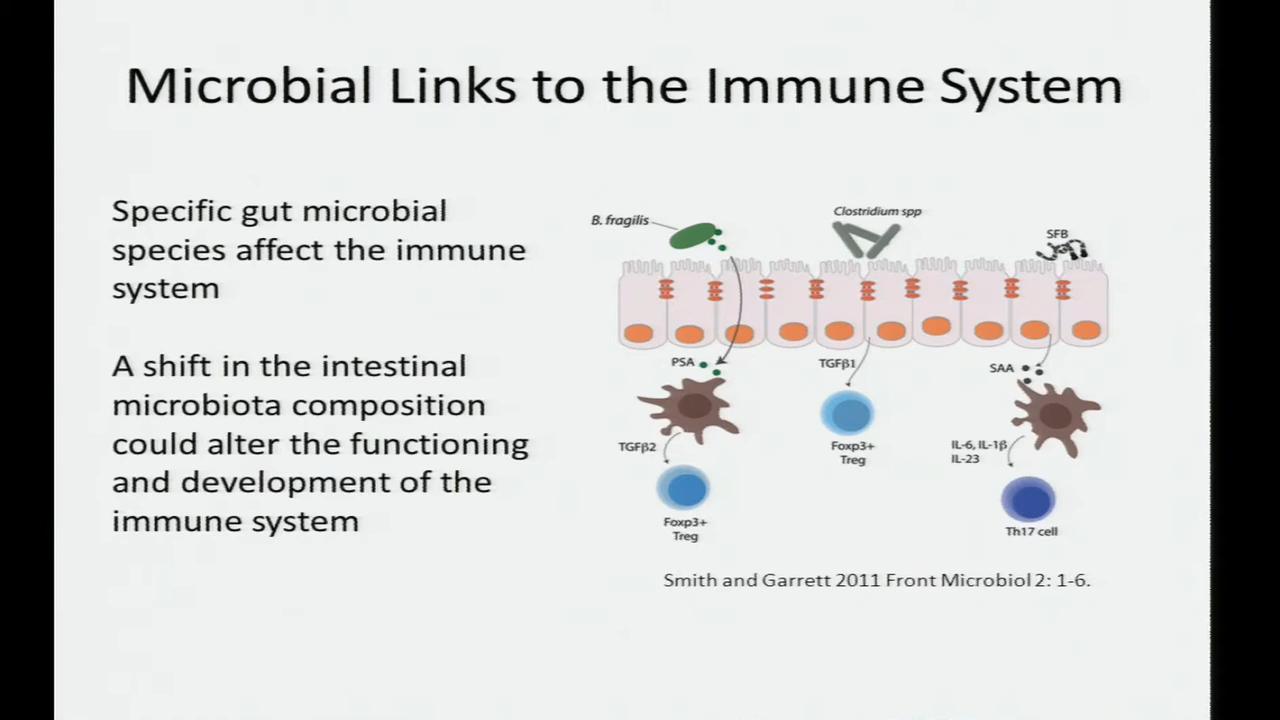 Microbial Links to the Immune System
Specific gut microbial
species affect the immune
system
A shift in the intestinal
microbiota composition
could alter the functioning
and development of the
immune system
B. fragilis
Clostridium spp
SFB
PSA
TGFβ1
SAA
TGFβ2
Foxp3+
Treg
IL-6, IL-1β
IL-23
Foxp3+
Treg
Th17 cell
Smith and Garrett 2011 Front Microbiol 2: 1-6.